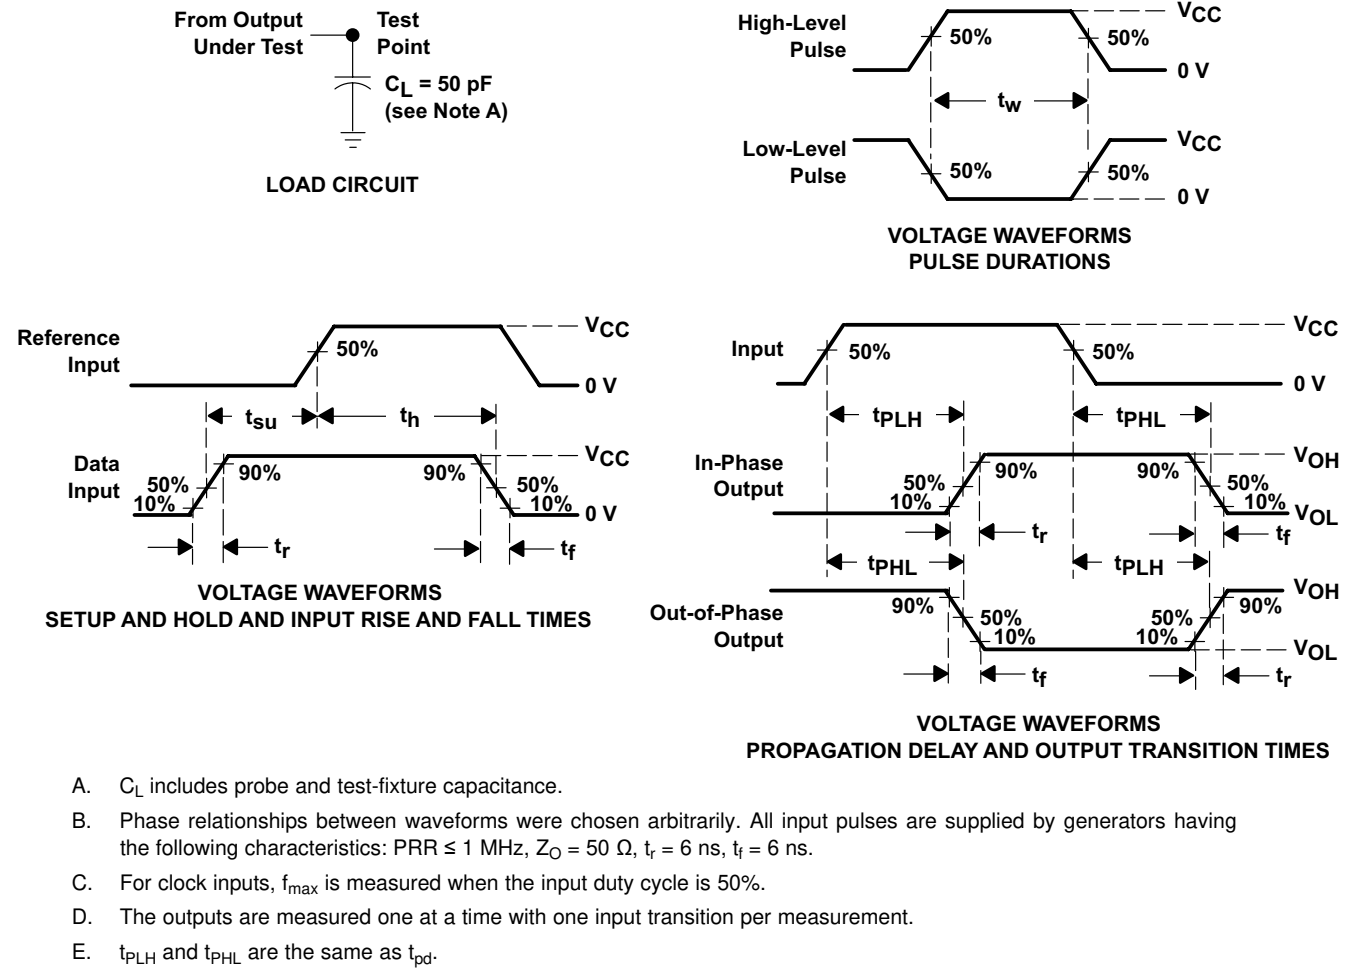 From Output
Under Test
Test
Point
CL = 50 pF
(see Note A)
LOAD CIRCUIT
High-Level
Pulse
50%
50%
VCC
0 V
tw
Low-Level
Pulse
50%
50%
VCC
0 V
VOLTAGE WAVEFORMS
PULSE DURATIONS
Reference
Input
50%
VCC
0 V
tsu
th
Data
Input
50%
10%
90%
90%
50%
10%
VCC
0 V
tr
tf
VOLTAGE WAVEFORMS
SETUP AND HOLD AND INPUT RISE AND FALL TIMES
Input
50%
50%
VCC
0 V
tPLH
tPHL
In-Phase
Output
50%
10%
90%
90%
50%
10%
VOH
VOL
tr
tf
tPHL
tPLH
Out-of-Phase
Output
90%
50%
10%
50%
10%
90%
VOH
VOL
tf
tr
VOLTAGE WAVEFORMS
PROPAGATION DELAY AND OUTPUT TRANSITION TIMES
A. CL includes probe and test-fixture capacitance.
B. Phase relationships between waveforms were chosen arbitrarily. All input pulses are supplied by generators having
the following characteristics: PRR ≤ 1 MHz, ZO = 50 Ω, tr = 6 ns, tf = 6 ns.
C. For clock inputs, fmax is measured when the input duty cycle is 50%.
D. The outputs are measured one at a time with one input transition per measurement.
E. tPLH and tPHL are the same as tpd.